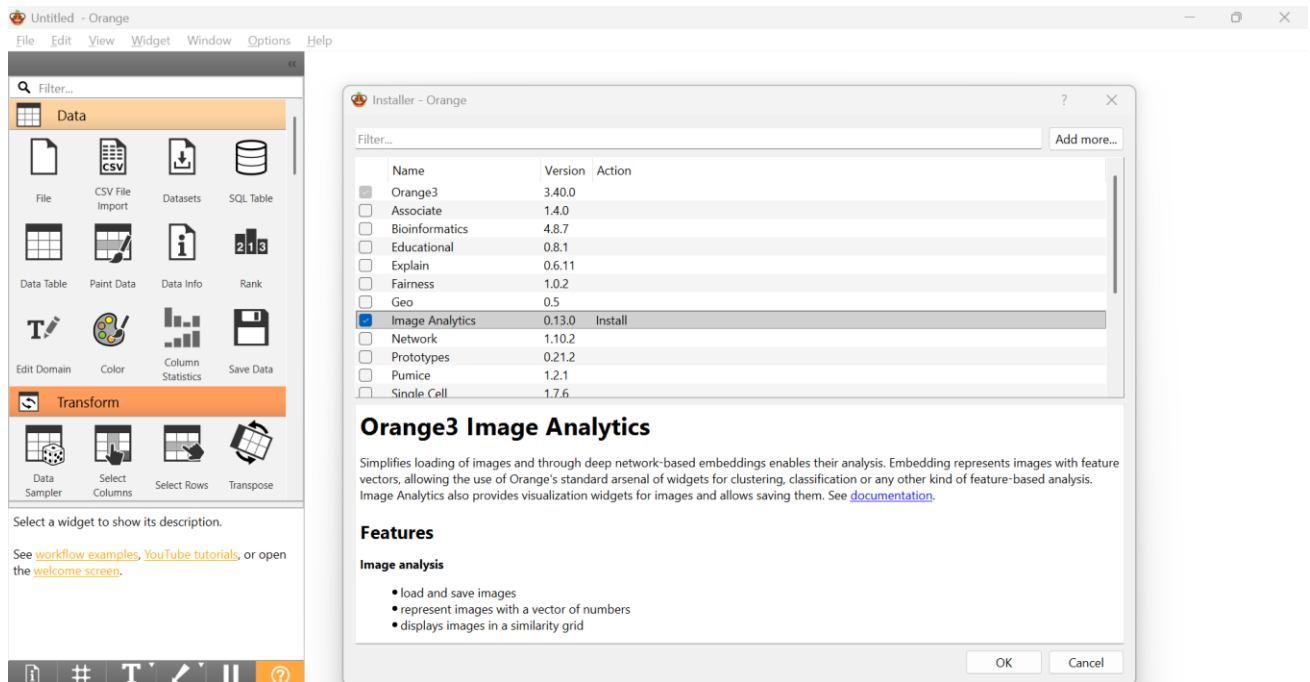 Untitled - Orange
File Edit View Widget Window Options Help
Filter...
Data
File
CSV
CSV File Import
Datasets
SQL Table
Data Table
Paint Data
Data Info
2 1 3
Rank
Edit Domain
Color
Column Statistics
Save Data
Transform
Data Sampler
Select Columns
Select Rows
Transpose
Select a widget to show its description.
See workflow examples, YouTube tutorials, or open
the welcome screen.
Installer - Orange
Filter...
Add more...
Name Version Action
Orange3 3.40.0
Associate 1.4.0
Bioinformatics 4.8.7
Educational 0.8.1
Explain 0.6.11
Fairness 1.0.2
Geo 0.5
Image Analytics 0.13.0 Install
Network 1.10.2
Prototypes 0.21.2
Pumice 1.2.1
Single Cell 1.7.6
Orange3 Image Analytics
Simplifies loading of images and through deep network-based embeddings enables their analysis. Embedding represents images with feature
vectors, allowing the use of Orange's standard arsenal of widgets for clustering, classification or any other kind of feature-based analysis.
Image Analytics also provides visualization widgets for images and allows saving them. See documentation.
Features
Image analysis
• load and save images
• represent images with a vector of numbers
• displays images in a similarity grid
OK Cancel